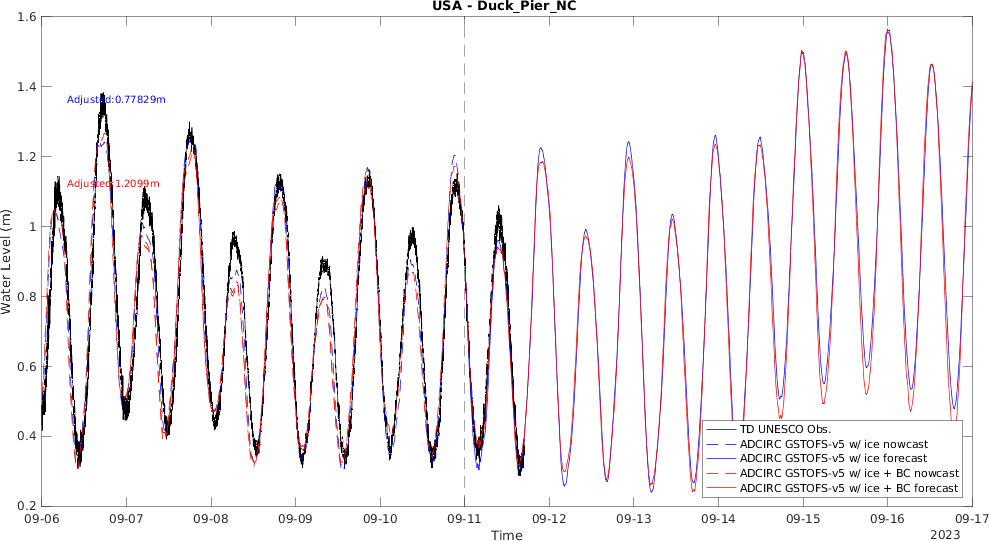 USA - Duck_Pier_NC
1.6
1.4
1.2
1
0.8
0.6
0.4
0.2
Water Level (m)
Adjusted:0.77829m
Adjusted:1.2099m
TD UNESCO Obs.
ADCIRC GSTOFS-v5 w/ ice nowcast
ADCIRC GSTOFS-v5 w/ ice forecast
ADCIRC GSTOFS-v5 w/ ice + BC nowcast
ADCIRC GSTOFS-v5 w/ ice + BC forecast
09-06 09-07 09-08 09-09 09-10 09-11 09-12 09-13 09-14 09-15 09-16 09-17
Time
2023